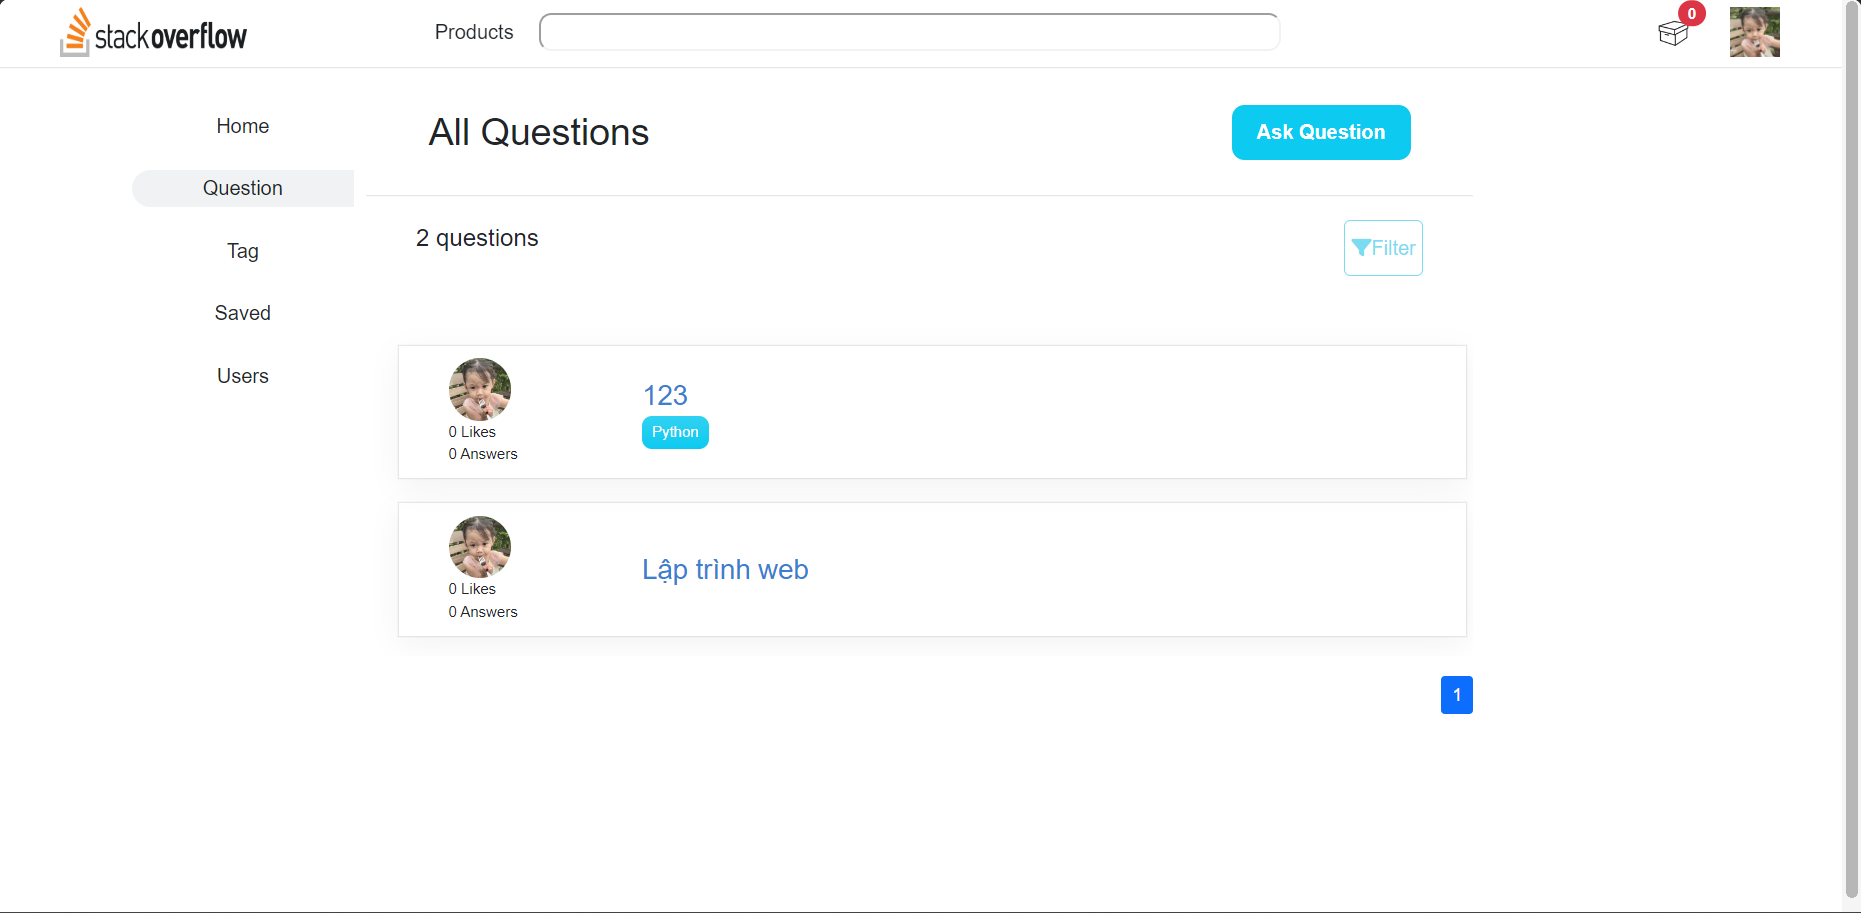 stackoverflow
Products
0
Home
Question
Tag
Saved
Users
All Questions
Ask Question
2 questions
Filter
0 Likes
0 Answers
123
Python
0 Likes
0 Answers
Lập trình web
1